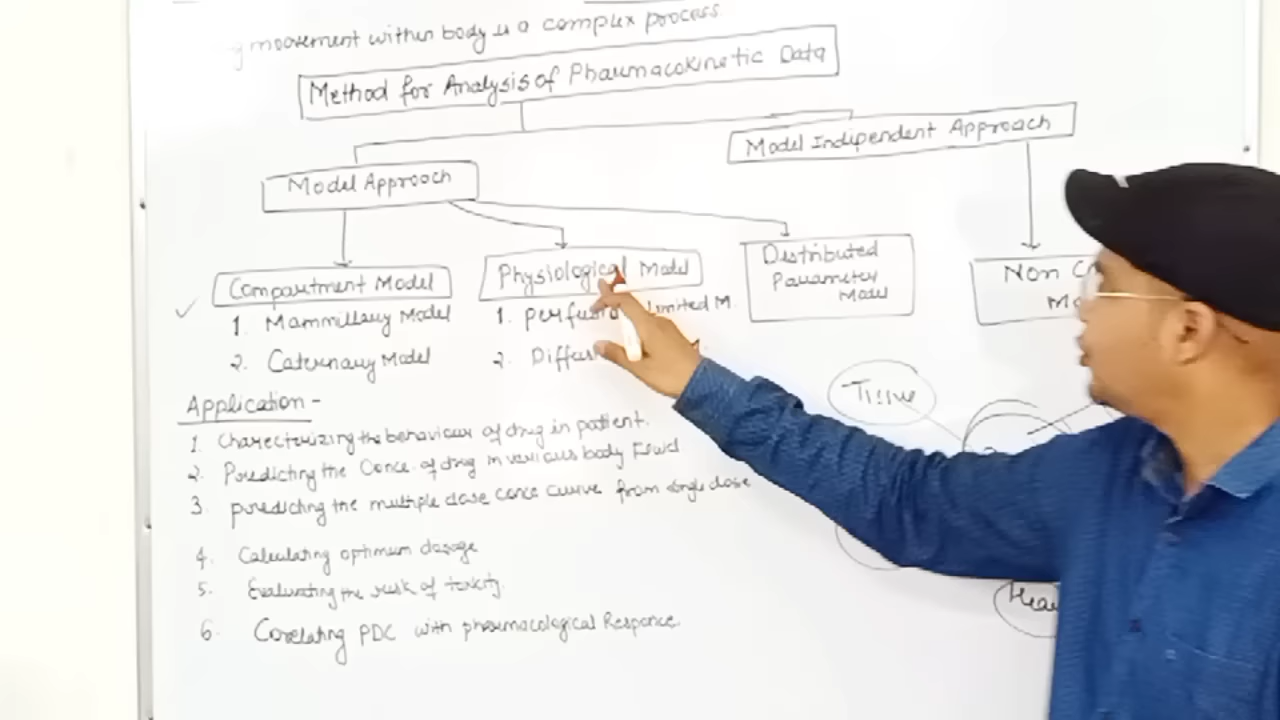 moovement within body is a complex process.
Method for Analysis of Pharmacokinetic Data
Model Indipendent Approach
Model Approach
Compartment Model
1. Mammillary Model
2. Caternary Model
Physiological Model
1. Perfusion Limited M.
2.
Distributed
Parameter
Model
Non
Tissue
Application -
1. Charecterizing the behaviour of drug in patient.
2. Predicting the Conc. of drug in various body Fluid
3. predicting the multiple dose conc curve from single dose
4. Calculating optimum dosage
5. Evaluating the risk of toxicity.
6. Corelating PDC with pharmacological Responce.